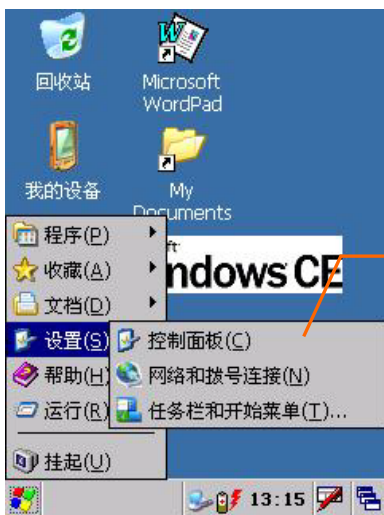 回收站
Microsoft
WordPad
我的设备
My
Documents
ndows CE
程序(P)
收藏(A)
文档(D)
设置(S)
控制面板(C)
帮助(H)
网络和拨号连接(N)
运行(R)
任务栏和开始菜单(T)...
挂起(U)
13:15